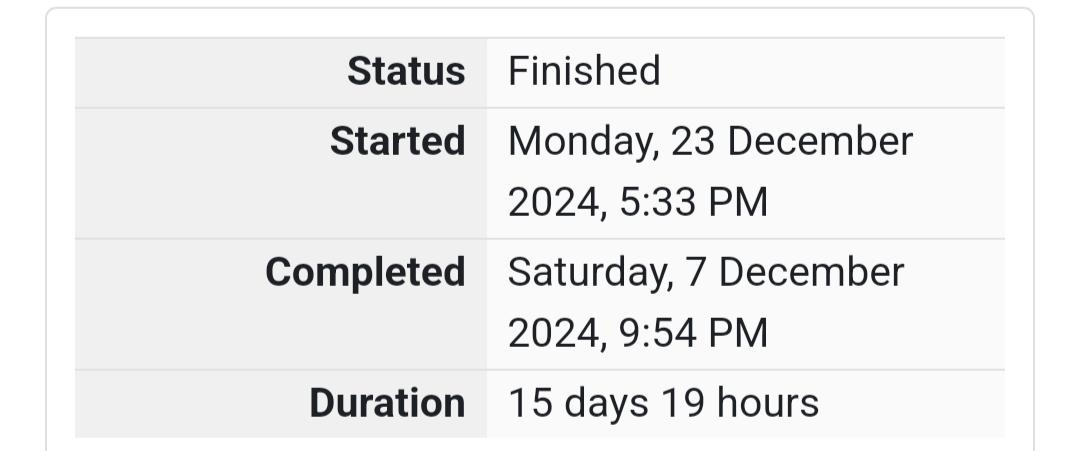 Status Finished
Started Monday, 23 December
2024, 5:33 PM
Completed Saturday, 7 December
2024, 9:54 PM
Duration 15 days 19 hours